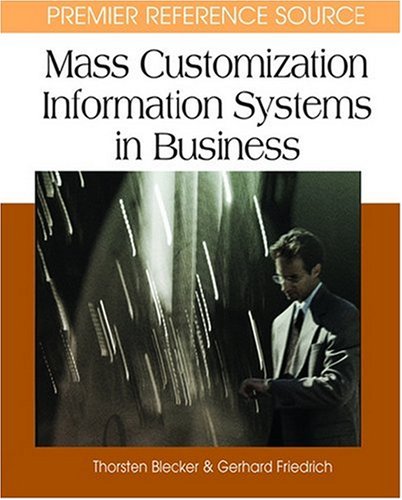 PREMIER REFERENCE SOURCE
Mass Customization
Information Systems
in Business
Thorsten Blecker & Gerhard Friedrich